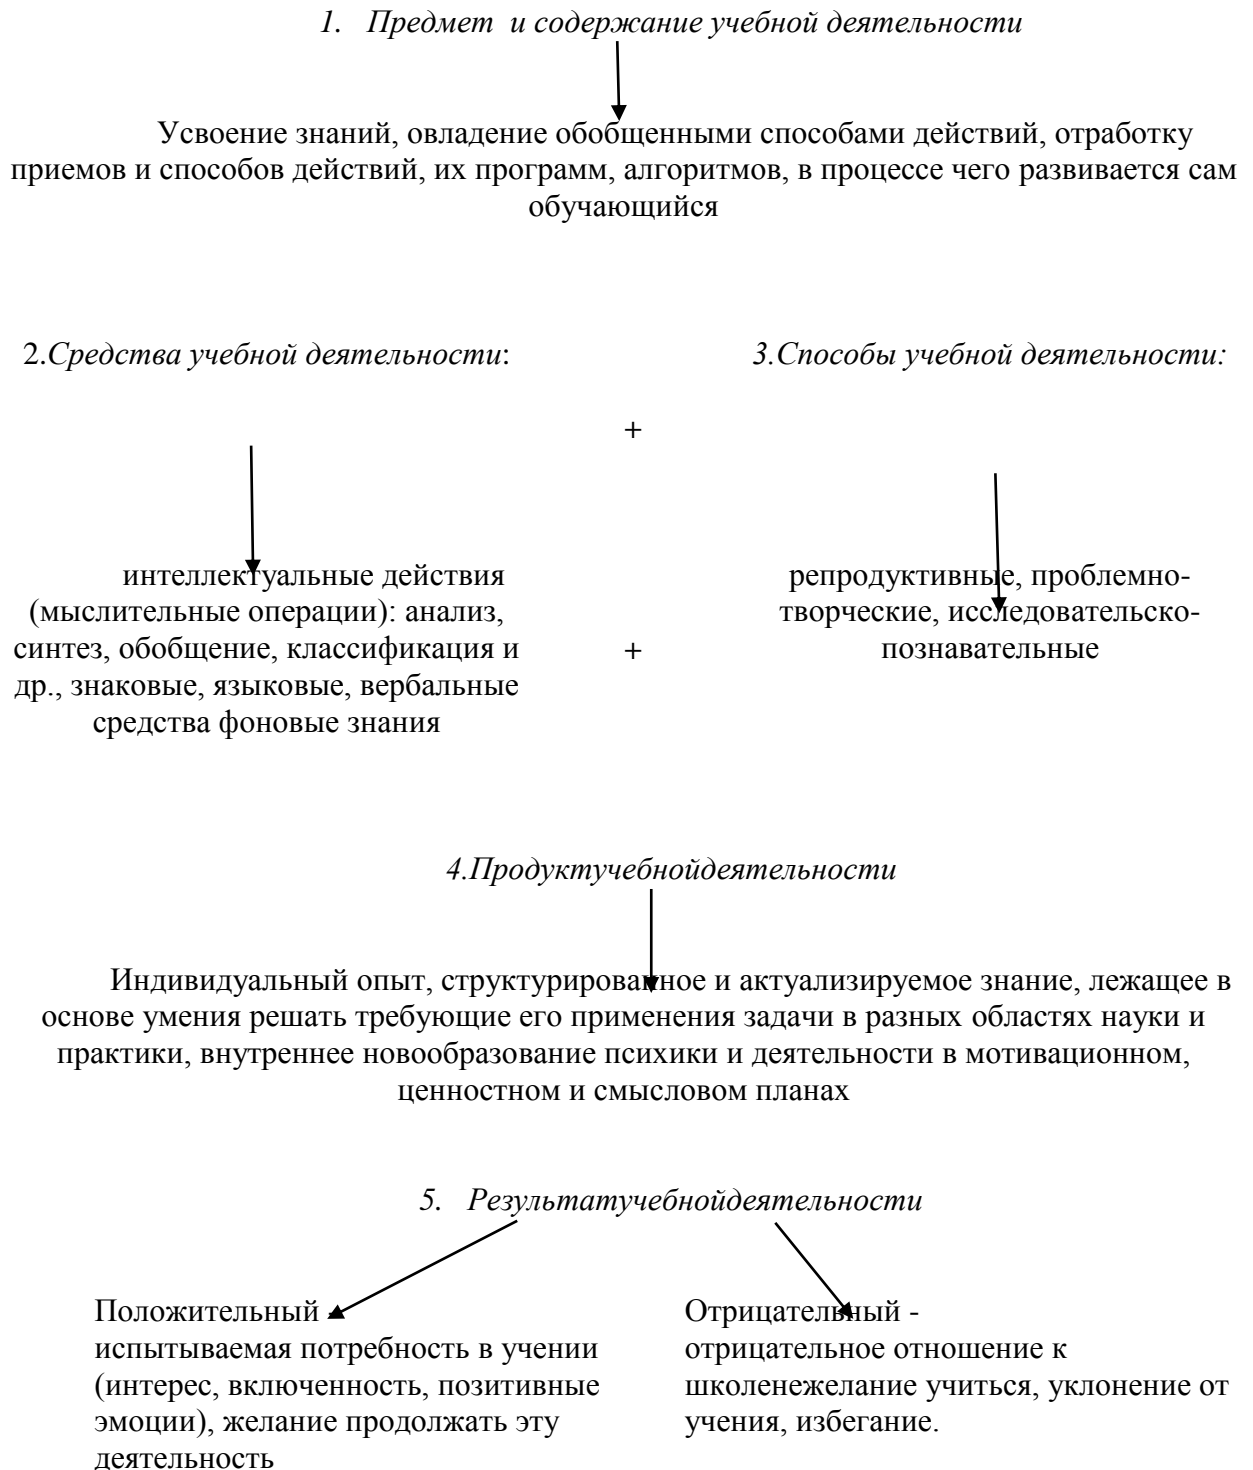 1. Предмет и содержание учебной деятельности
Усвоение знаний, овладение обобщенными способами действий, отработку
приемов и способов действий, их программ, алгоритмов, в процессе чего развивается сам
обучающийся
2.Средства учебной деятельности:
+
интеллектуальные действия
(мыслительные операции): анализ,
синтез, обобщение, классификация и
др., знаковые, языковые, вербальные
средства фоновые знания
+
3.Способы учебной деятельности:
репродуктивные, проблемно-
творческие, исследовательско-
познавательные
4.Продуктучебнойдеятельности
Индивидуальный опыт, структурированное и актуализируемое знание, лежащее в
основе умения решать требующие его применения задачи в разных областях науки и
практики, внутреннее новообразование психики и деятельности в мотивационном,
ценностном и смысловом планах
5. Результатучебнойдеятельности
Положительный -
испытываемая потребность в учении
(интерес, включенность, позитивные
эмоции), желание продолжать эту
деятельность
Отрицательный -
отрицательное отношение к
школенежелание учиться, уклонение от
учения, избегание.